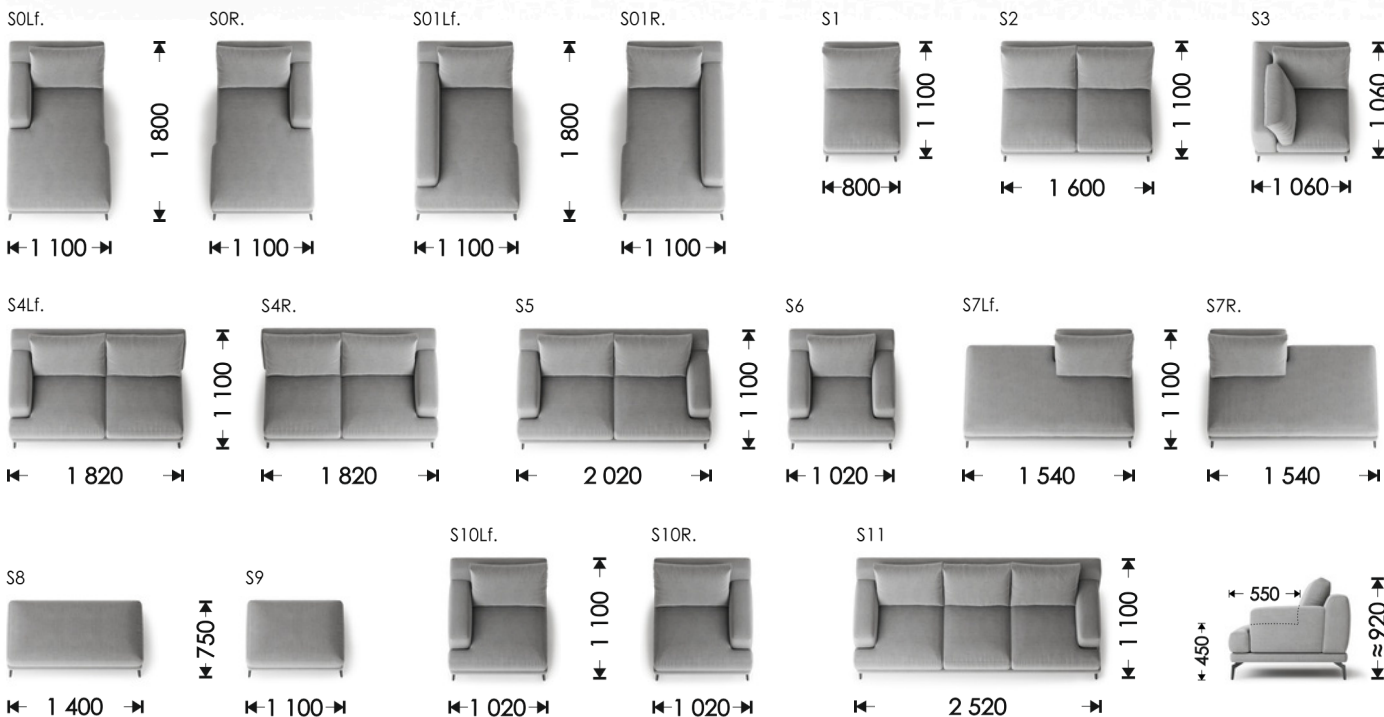 S0Lf.
S0R.
S01Lf.
S01R.
S1
S2
S3
1 800
1 800
1 100
1 100
1 060
1 100
1 100
1 100
1 100
800
1 600
1 060
S4Lf.
S4R.
S5
S6
S7Lf.
S7R.
1 100
1 100
1 100
1 820
1 820
2 020
1 020
1 540
1 540
S8
S9
S10Lf.
S10R.
S11
750
1 100
1 100
550
450
≈920
1 400
1 100
1 020
1 020
2 520